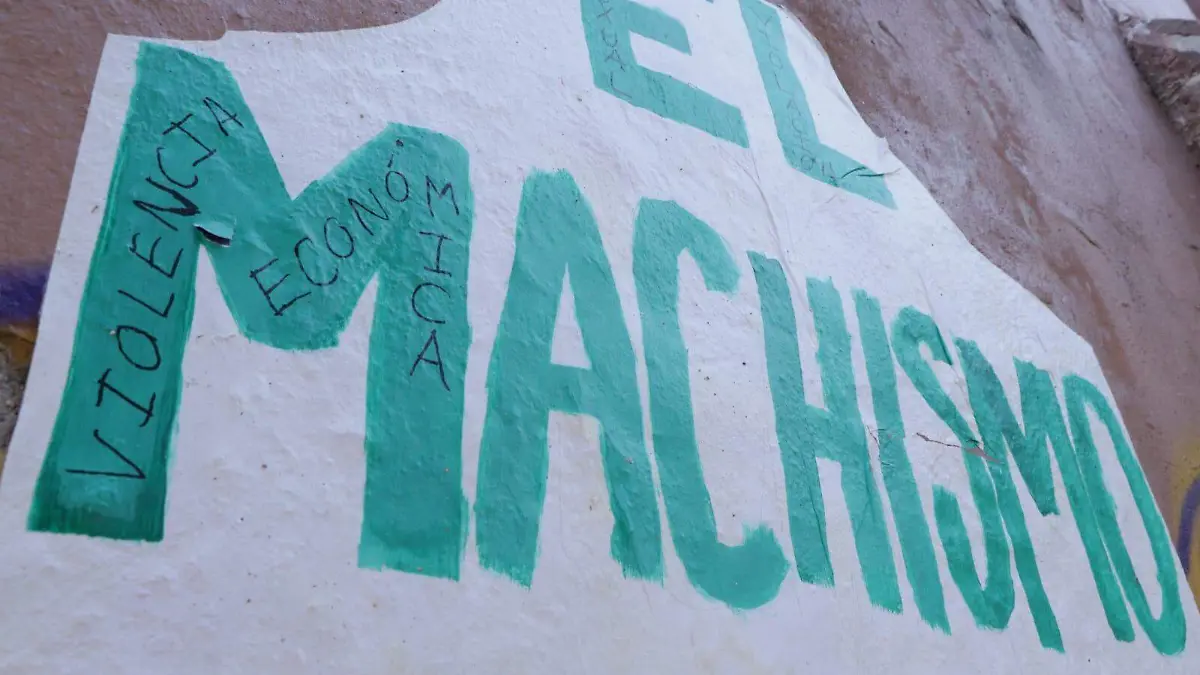 EL
MACHISMO
VIOLENCIA
ECONÓMICA